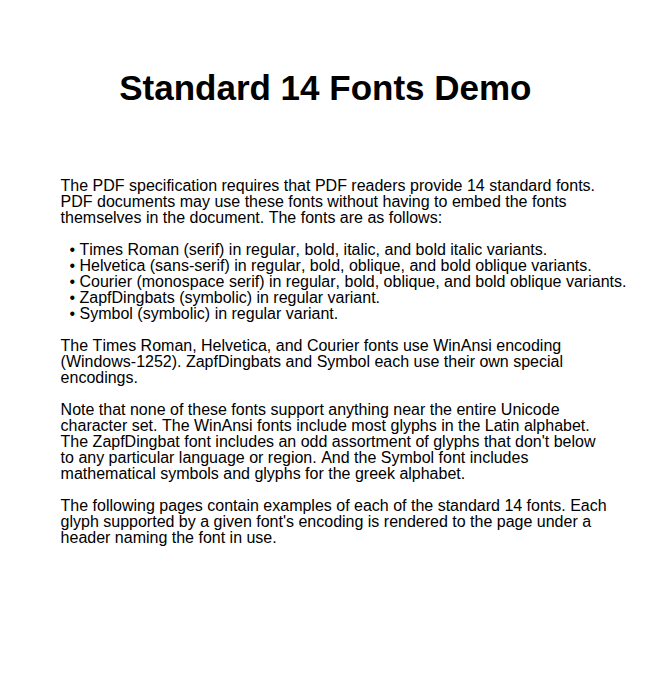 Standard 14 Fonts Demo
The PDF specification requires that PDF readers provide 14 standard fonts.
PDF documents may use these fonts without having to embed the fonts
themselves in the document. The fonts are as follows:
• Times Roman (serif) in regular, bold, italic, and bold italic variants.
• Helvetica (sans-serif) in regular, bold, oblique, and bold oblique variants.
• Courier (monospace serif) in regular, bold, oblique, and bold oblique variants.
• ZapfDingbats (symbolic) in regular variant.
• Symbol (symbolic) in regular variant.
The Times Roman, Helvetica, and Courier fonts use WinAnsi encoding
(Windows-1252). ZapfDingbats and Symbol each use their own special
encodings.
Note that none of these fonts support anything near the entire Unicode
character set. The WinAnsi fonts include most glyphs in the Latin alphabet.
The ZapfDingbat font includes an odd assortment of glyphs that don't below
to any particular language or region. And the Symbol font includes
mathematical symbols and glyphs for the greek alphabet.
The following pages contain examples of each of the standard 14 fonts. Each
glyph supported by a given font's encoding is rendered to the page under a
header naming the font in use.